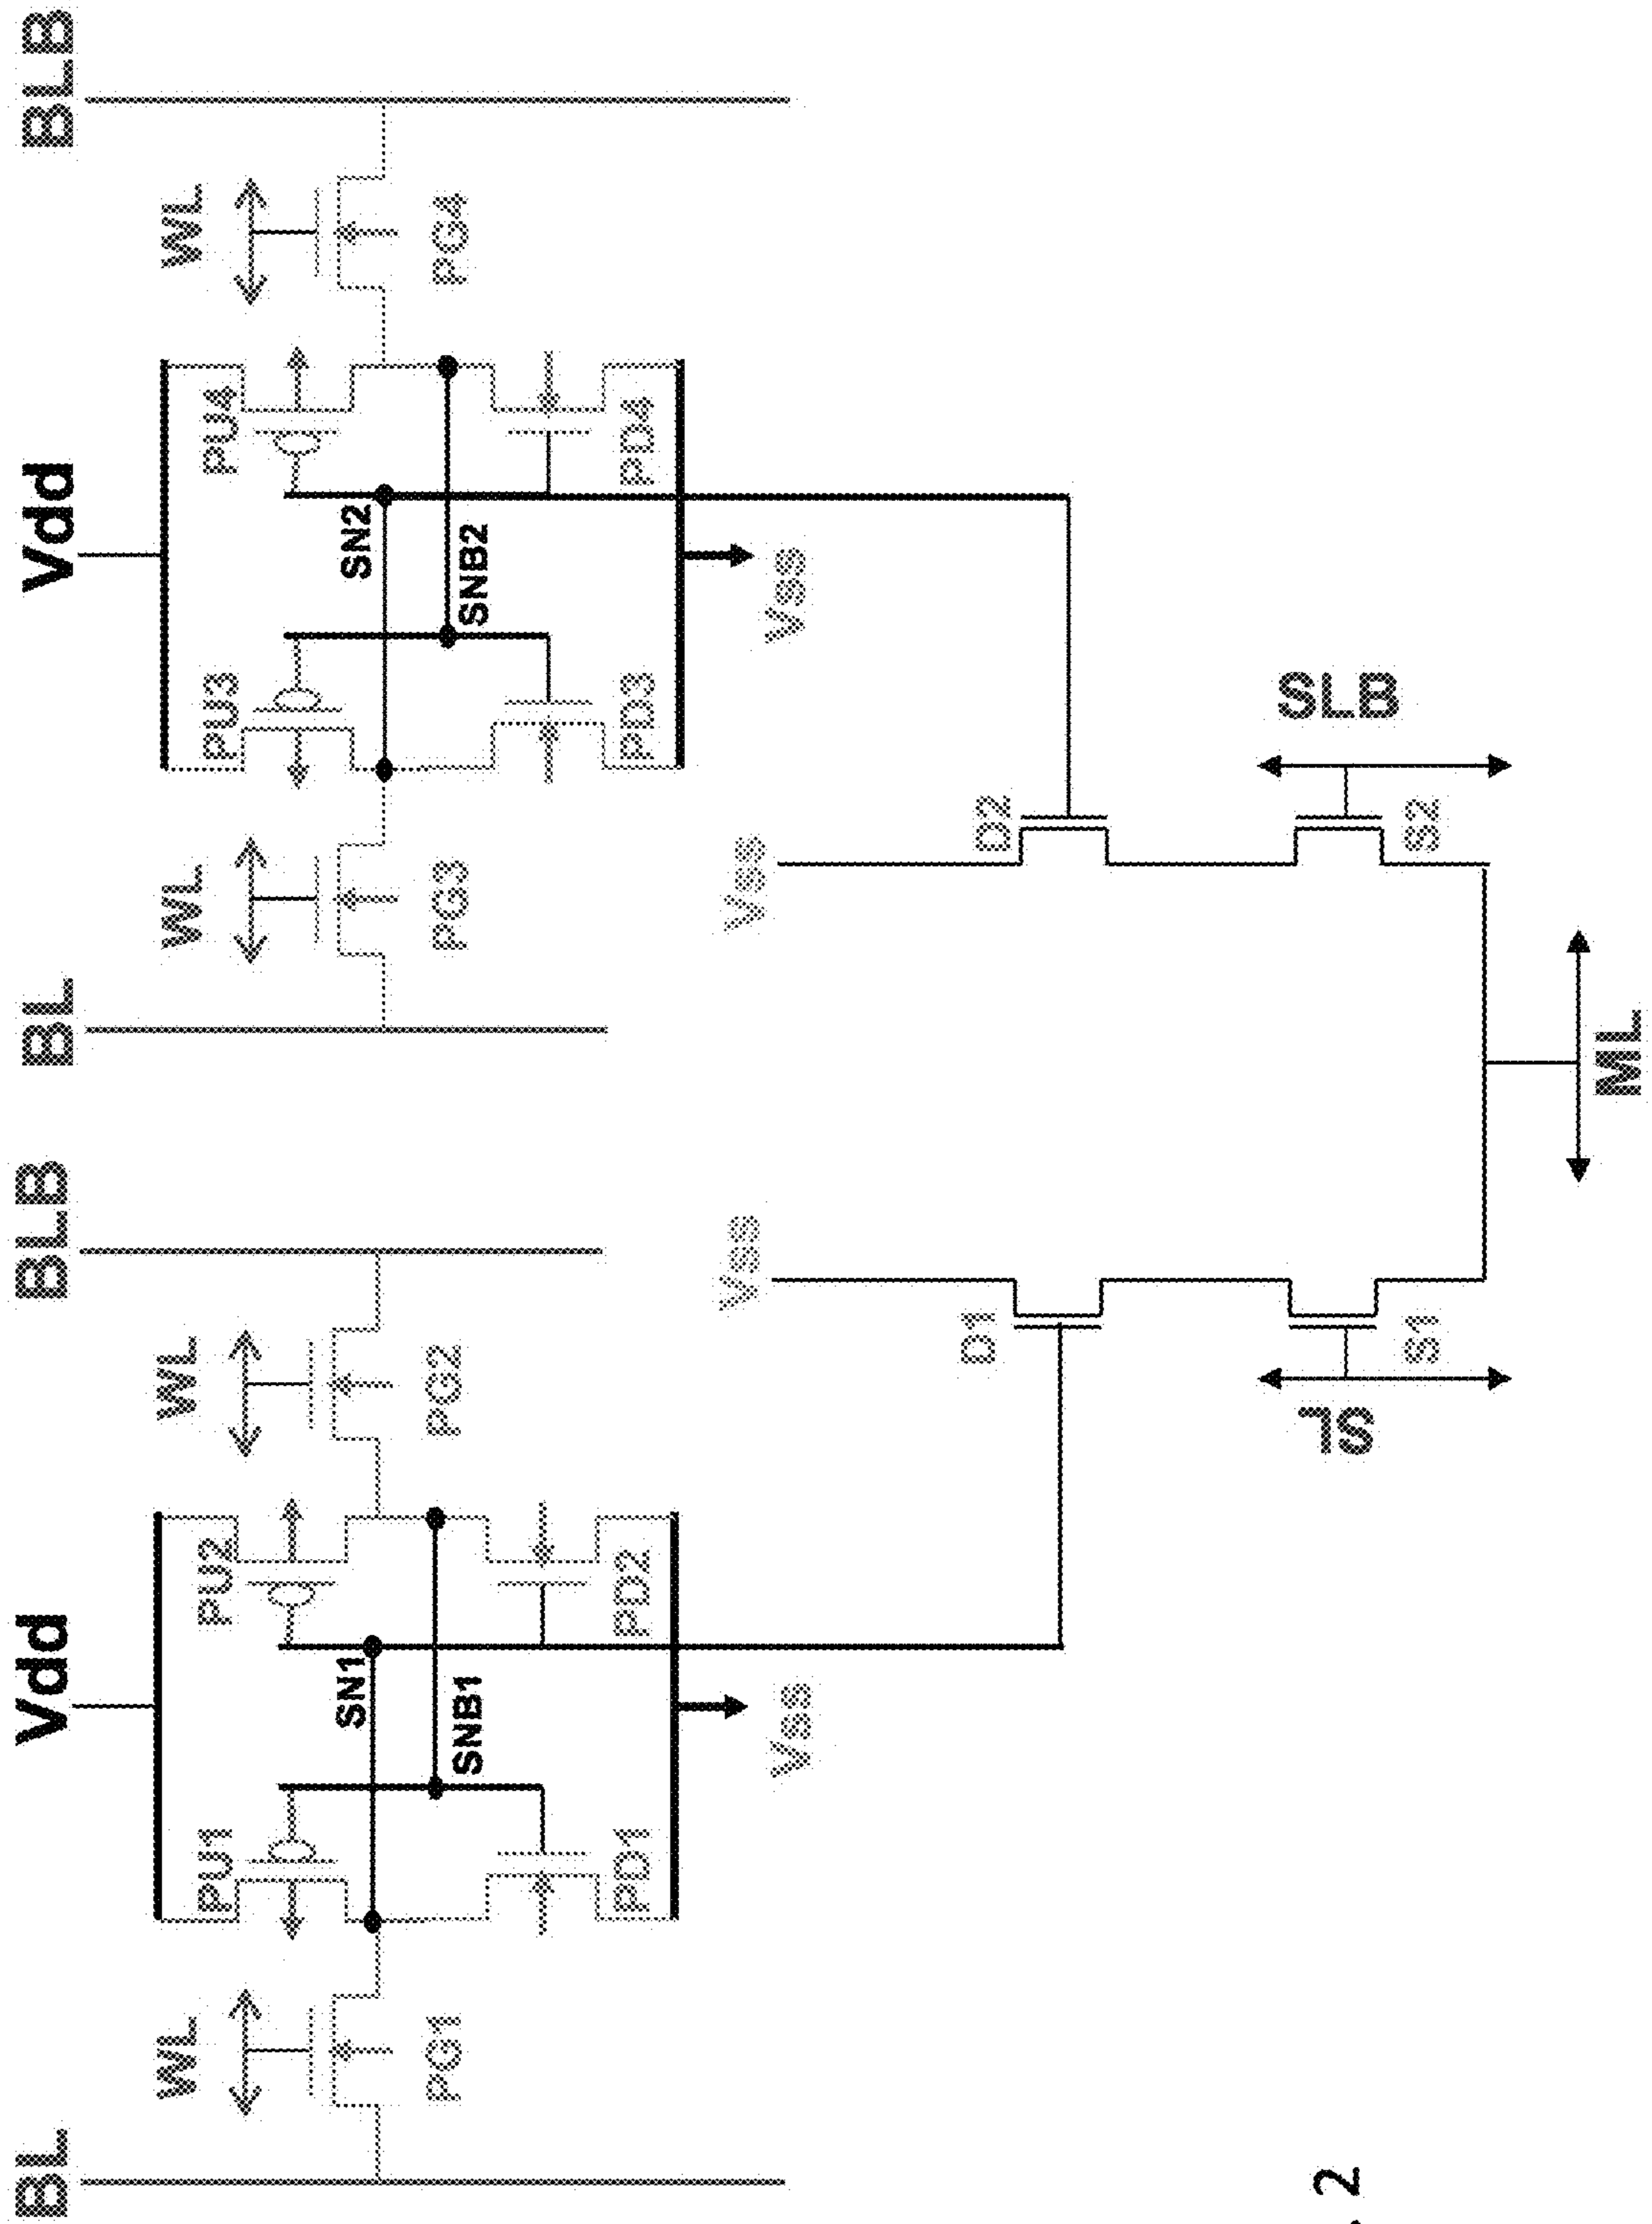 BL Vdd BLB BL Vdd BLB
WL WL WL WL
PU1 PU2 PU3 PU4
SN1 SN2
PG1 PG2 PG3 PG4
SNB1 SNB2
PD1 PD2 PD3 PD4
Vss Vss Vss Vss
D1 D2
SL SLB
S1 S2
ML
2